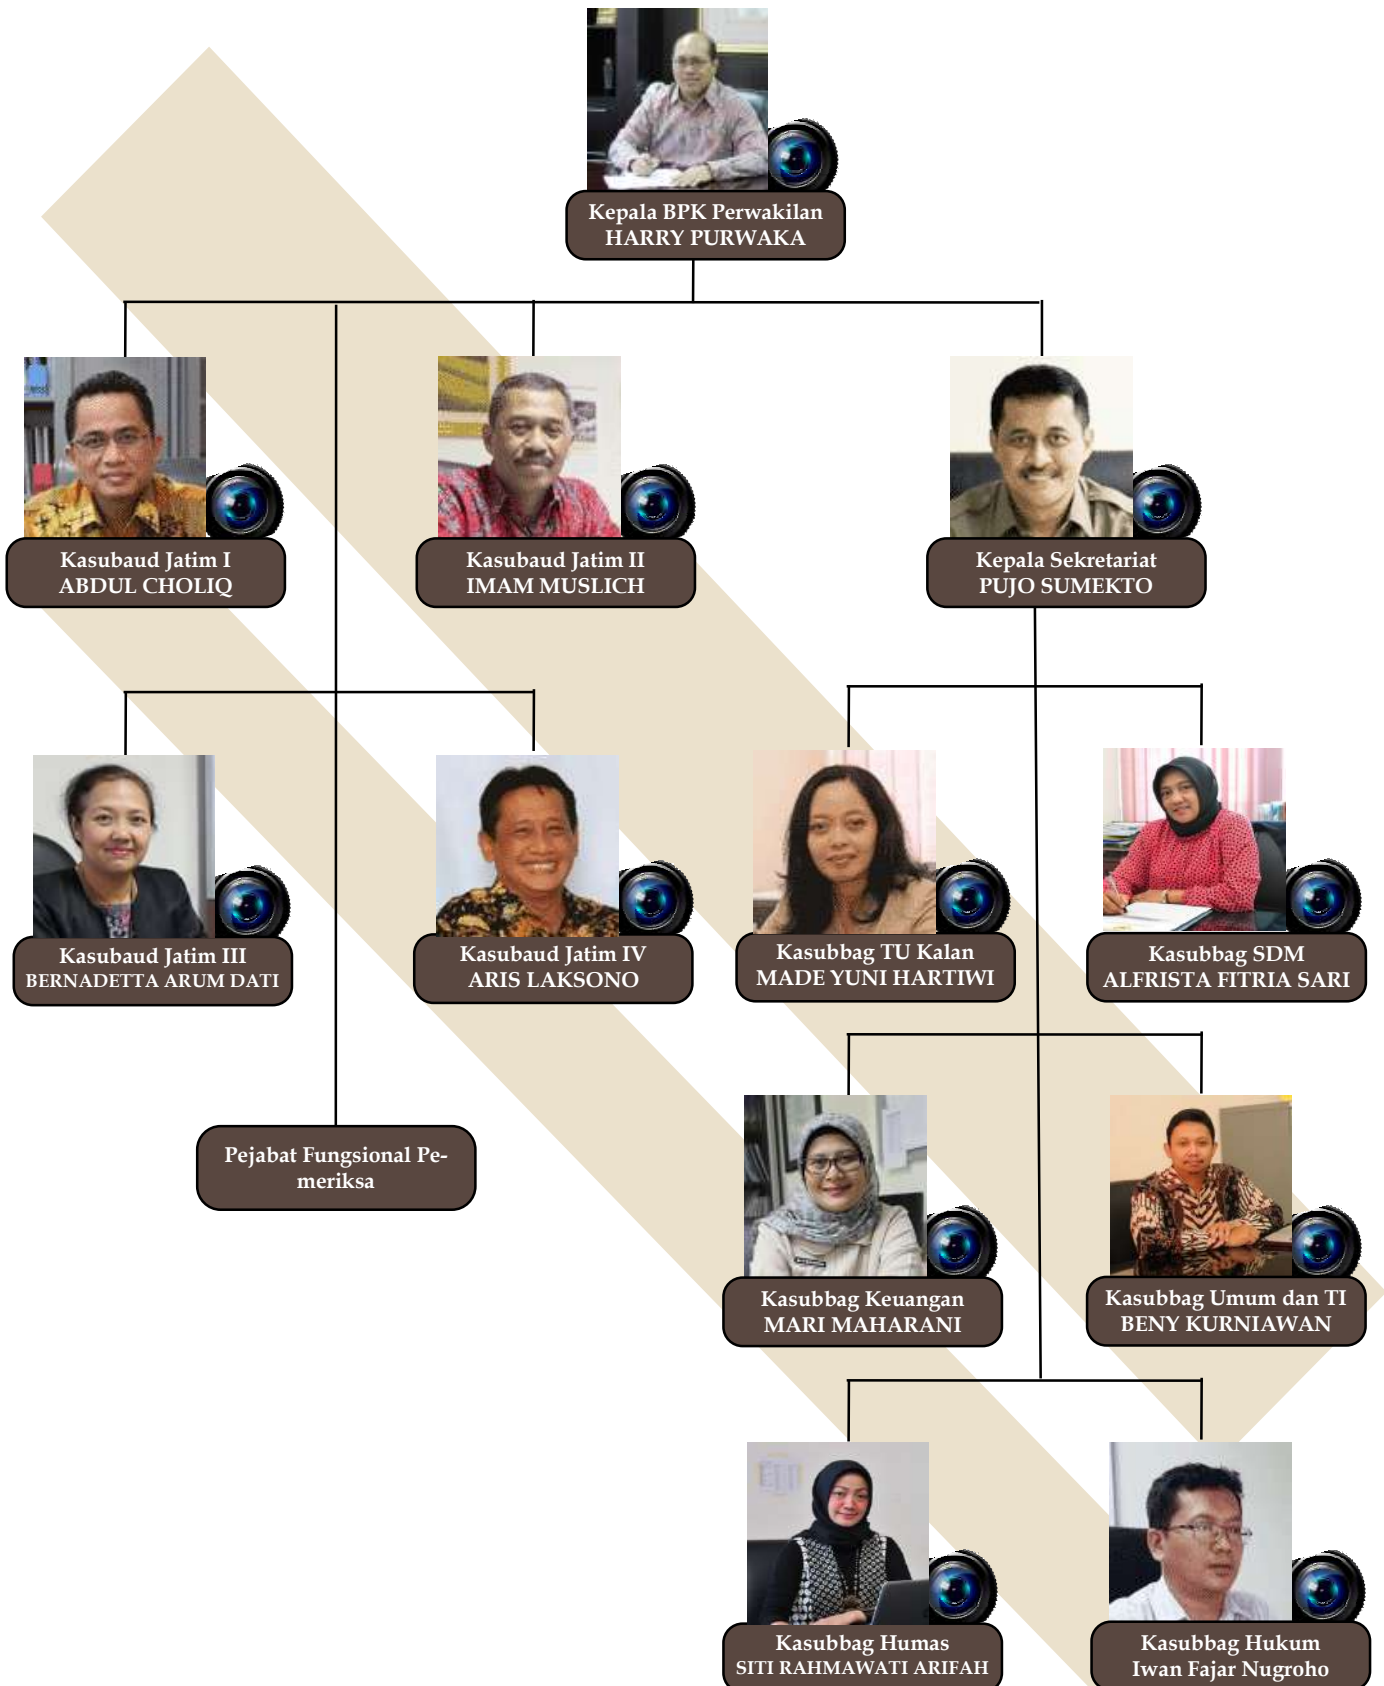 Kepala BPK Perwakilan
HARRY PURWAKA
Kasubaud Jatim I
ABDUL CHOLIQ
Kasubaud Jatim II
IMAM MUSLICH
Kepala Sekretariat
PUJO SUMEKTO
Kasubaud Jatim III
BERNADETTA ARUM DATI
Kasubaud Jatim IV
ARIS LAKSONO
Kasubbag TU Kalan
MADE YUNI HARTIWI
Kasubbag SDM
ALFRISTA FITRIA SARI
Pejabat Fungsional Pe-
meriksa
Kasubbag Keuangan
MARI MAHARANI
Kasubbag Umum dan TI
BENY KURNIAWAN
Kasubbag Humas
SITI RAHMAWATI ARIFAH
Kasubbag Hukum
Iwan Fajar Nugroho